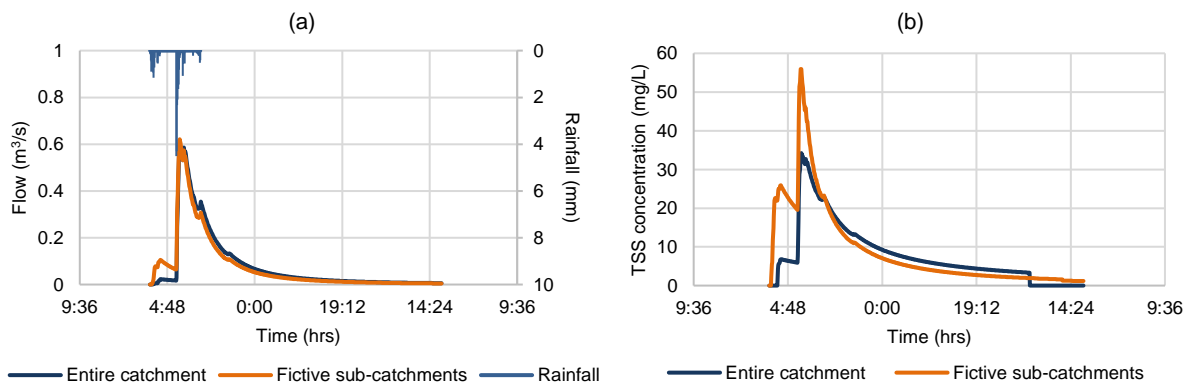 (a)
Flow (m³/s)
1
0.8
0.6
0.4
0.2
0
0
2
4
6
8
10
Rainfall (mm)
9:36 4:48 0:00 19:12 14:24 9:36
Time (hrs)
Entire catchment Fictive sub-catchments Rainfall
(b)
TSS concentration (mg/L)
60
50
40
30
20
10
0
9:36 4:48 0:00 19:12 14:24 9:36
Time (hrs)
Entire catchment Fictive sub-catchments